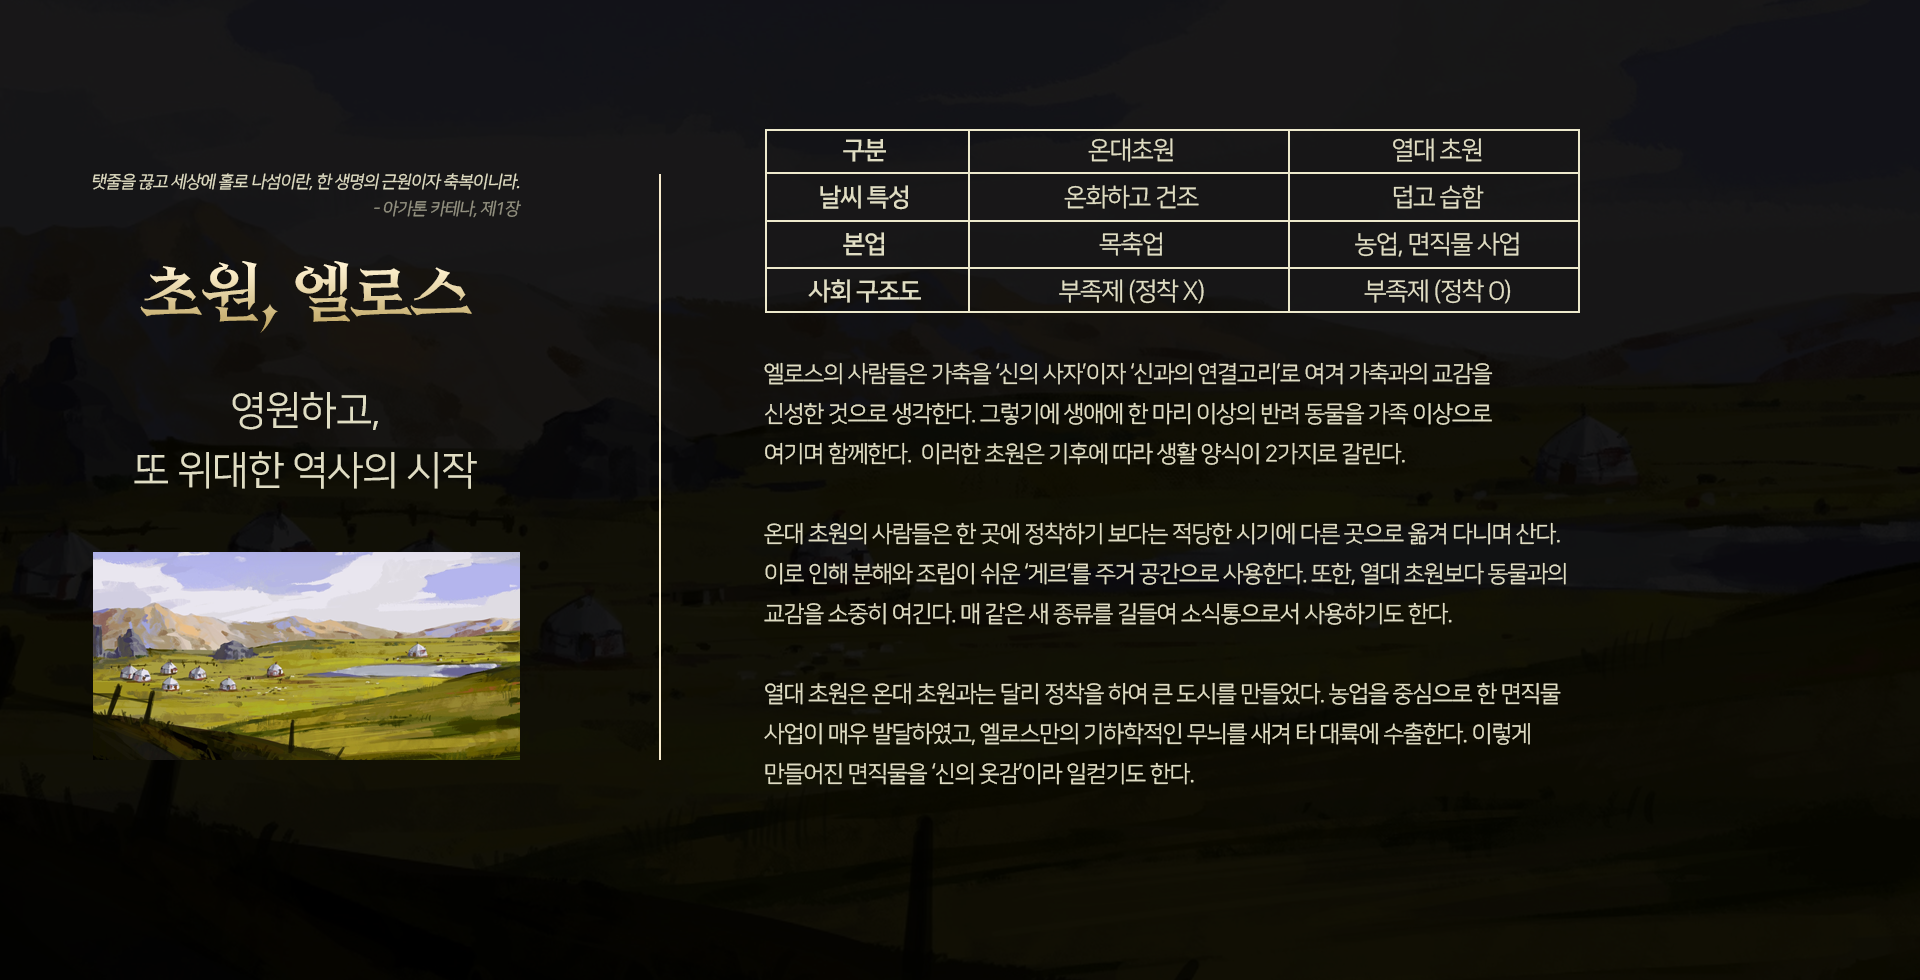 탯줄을 끊고 세상에 홀로 나섬이란, 한 생명의 근원이자 축복이니라.
- 아가톤 카테나, 제1장
초원, 엘로스
영원하고,
또 위대한 역사의 시작
구분 온대초원 열대 초원
날씨 특성 온화하고 건조 덥고 습함
본업 목축업 농업, 면직물 사업
사회 구조도 부족제 (정착 X) 부족제 (정착 O)
엘로스의 사람들은 가축을 ‘신의 사자’이자 ‘신과의 연결고리’로 여겨 가축과의 교감을
신성한 것으로 생각한다. 그렇기에 생애에 한 마리 이상의 반려 동물을 가족 이상으로
여기며 함께한다. 이러한 초원은 기후에 따라 생활 양식이 2가지로 갈린다.
온대 초원의 사람들은 한 곳에 정착하기 보다는 적당한 시기에 다른 곳으로 옮겨 다니며 산다.
이로 인해 분해와 조립이 쉬운 ‘게르’를 주거 공간으로 사용한다. 또한, 열대 초원보다 동물과의
교감을 소중히 여긴다. 매 같은 새 종류를 길들여 소식통으로서 사용하기도 한다.
열대 초원은 온대 초원과는 달리 정착을 하여 큰 도시를 만들었다. 농업을 중심으로 한 면직물
사업이 매우 발달하였고, 엘로스만의 기하학적인 무늬를 새겨 타 대륙에 수출한다. 이렇게
만들어진 면직물을 ‘신의 옷감’이라 일컫기도 한다.